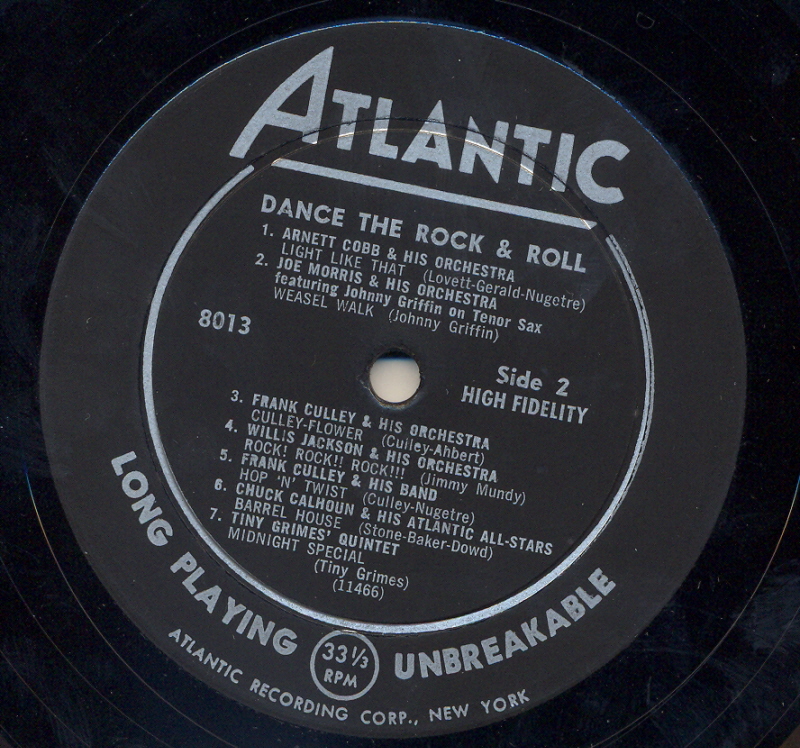 ATLANTIC
DANCE THE ROCK & ROLL
1. ARNETT COBB & HIS ORCHESTRA
LIGHT LIKE THAT (Lovett-Gerald-Nugetre)
2. JOE MORRIS & HIS ORCHESTRA
featuring Johnny Griffin on Tenor Sax
WEASEL WALK (Johnny Griffin)
8013
Side 2
HIGH FIDELITY
3. FRANK CULLEY & HIS ORCHESTRA
CULLEY-FLOWER (Culley-Ahbert)
4. WILLIS JACKSON & HIS ORCHESTRA
ROCK! ROCK!! ROCK!!! (Jimmy Mundy)
5. FRANK CULLEY & HIS BAND
HOP 'N' TWIST (Culley-Nugetre)
6. CHUCK CALHOUN & HIS ATLANTIC ALL-STARS
BARREL HOUSE (Stone-Baker-Dowd)
7. TINY GRIMES' QUINTET
MIDNIGHT SPECIAL
(Tiny Grimes)
(11466)
LONG PLAYING
33 1/3
RPM
UNBREAKABLE
ATLANTIC RECORDING CORP., NEW YORK